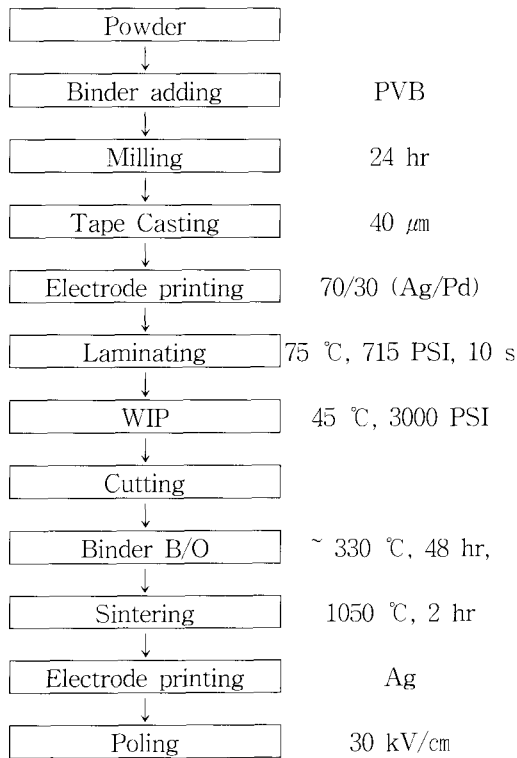 Powder
Binder adding PVB
Milling 24 hr
Tape Casting 40 ㎛
Electrode printing 70/30 (Ag/Pd)
Laminating 75 ℃, 715 PSI, 10 s
WIP 45 ℃, 3000 PSI
Cutting
Binder B/O ~ 330 ℃, 48 hr,
Sintering 1050 ℃, 2 hr
Electrode printing Ag
Poling 30 kV/cm